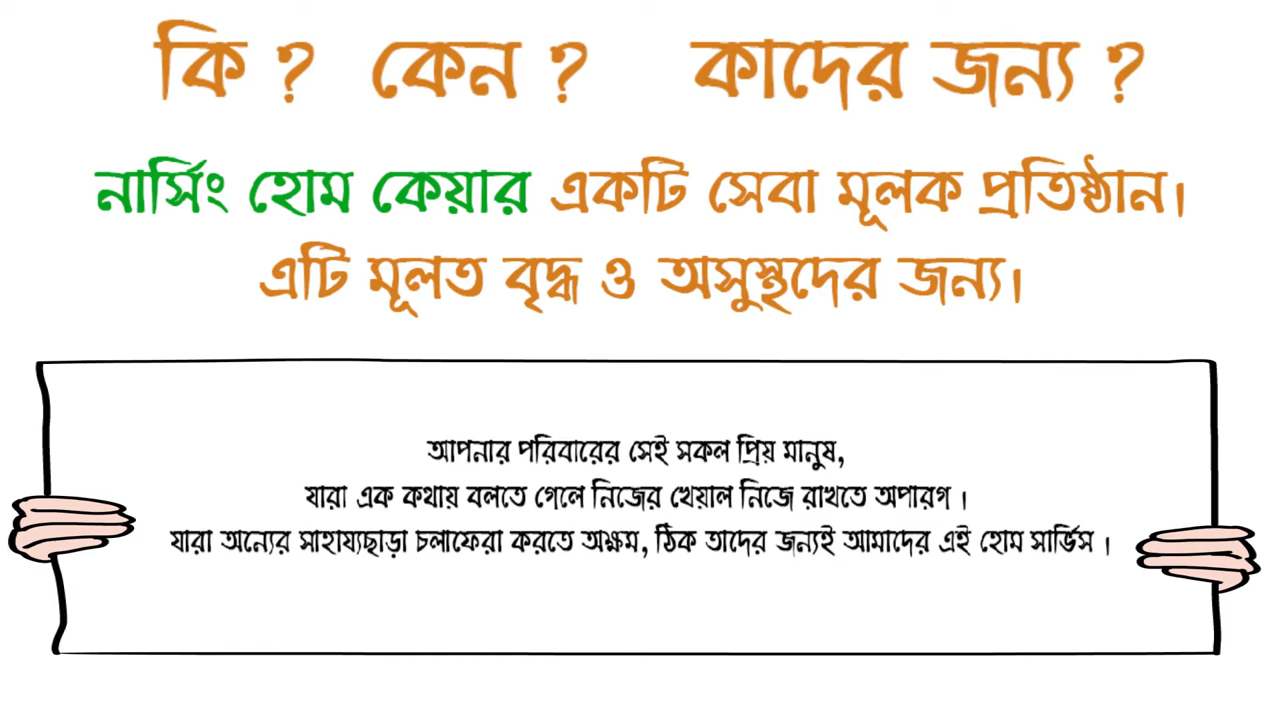 কি ? কেন ? কাদের জন্য ?
নার্সিং হোম কেয়ার একটি সেবা মূলক প্রতিষ্ঠান।
এটি মূলত বৃদ্ধ ও অসুস্থদের জন্য।
আপনার পরিবারের সেই সকল প্রিয় মানুষ,
যারা এক কথায় বলতে গেলে নিজের খেয়াল নিজে রাখতে অপারগ ।
যারা অন্যের সাহায্যছাড়া চলাফেরা করতে অক্ষম, ঠিক তাদের জন্যই আমাদের এই হোম সার্ভিস ।